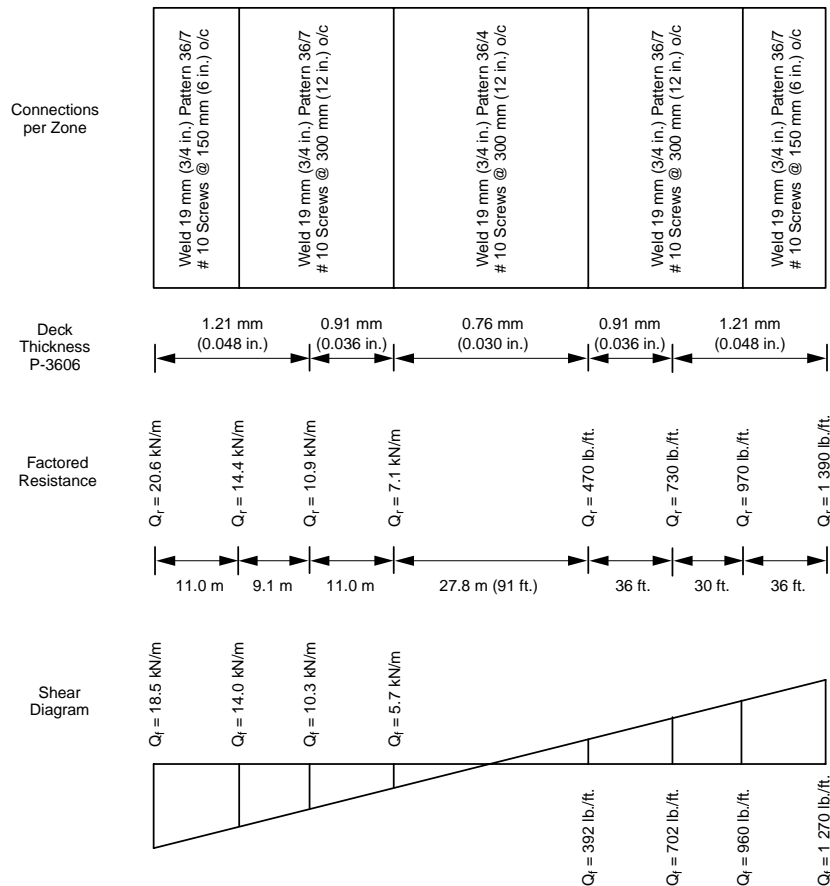 Connections
per Zone
Weld 19 mm (3/4 in.) Pattern 36/7
# 10 Screws @ 150 mm (6 in.) o/c
Weld 19 mm (3/4 in.) Pattern 36/7
# 10 Screws @ 300 mm (12 in.) o/c
Weld 19 mm (3/4 in.) Pattern 36/4
# 10 Screws @ 300 mm (12 in.) o/c
Weld 19 mm (3/4 in.) Pattern 36/7
# 10 Screws @ 300 mm (12 in.) o/c
Weld 19 mm (3/4 in.) Pattern 36/7
# 10 Screws @ 150 mm (6 in.) o/c
Deck
Thickness
P-3606
1.21 mm
(0.048 in.)
0.91 mm
(0.036 in.)
0.76 mm
(0.030 in.)
0.91 mm
(0.036 in.)
1.21 mm
(0.048 in.)
Factored
Resistance
Qr = 20.6 kN/m
Qr = 14.4 kN/m
Qr = 10.9 kN/m
Qr = 7.1 kN/m
Qr = 470 lb./ft.
Qr = 730 lb./ft.
Qr = 970 lb./ft.
Qr = 1 390 lb./ft.
11.0 m
9.1 m
11.0 m
27.8 m (91 ft.)
36 ft.
30 ft.
36 ft.
Shear
Diagram
Qf = 18.5 kN/m
Qf = 14.0 kN/m
Qf = 10.3 kN/m
Qf = 5.7 kN/m
Qf = 392 lb./ft.
Qf = 702 lb./ft.
Qf = 960 lb./ft.
Qf = 1 270 lb./ft.